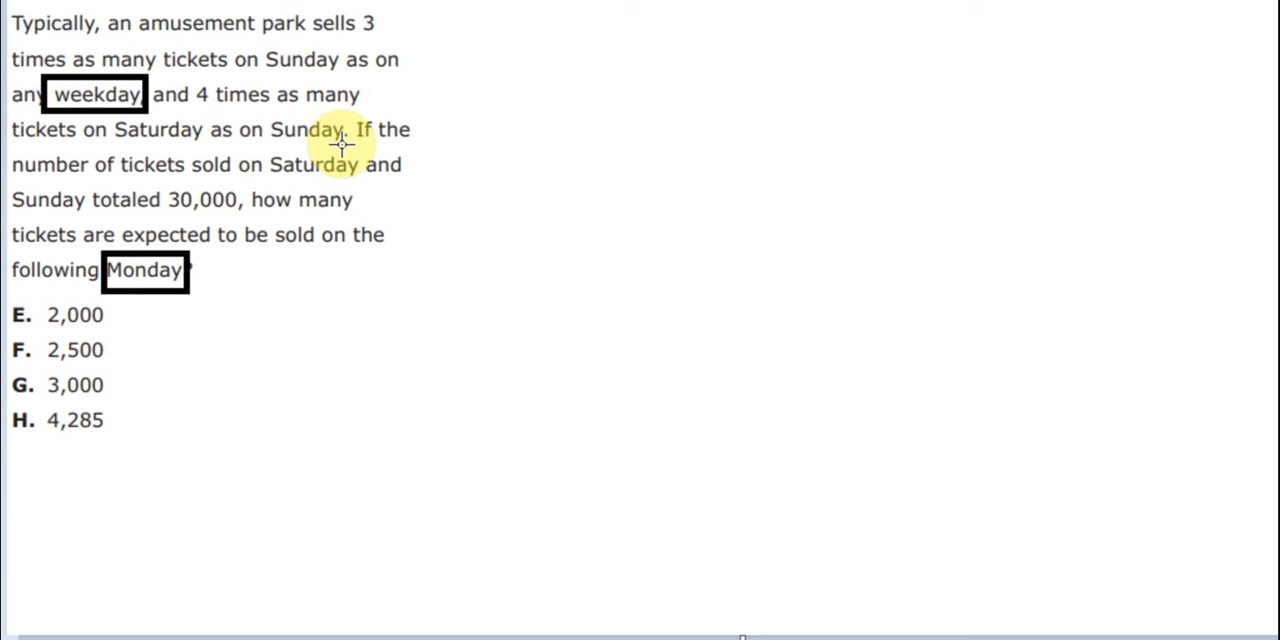 Typically, an amusement park sells 3
times as many tickets on Sunday as on
any weekday, and 4 times as many
tickets on Saturday as on Sunday. If the
number of tickets sold on Saturday and
Sunday totaled 30,000, how many
tickets are expected to be sold on the
following Monday?
E. 2,000
F. 2,500
G. 3,000
H. 4,285